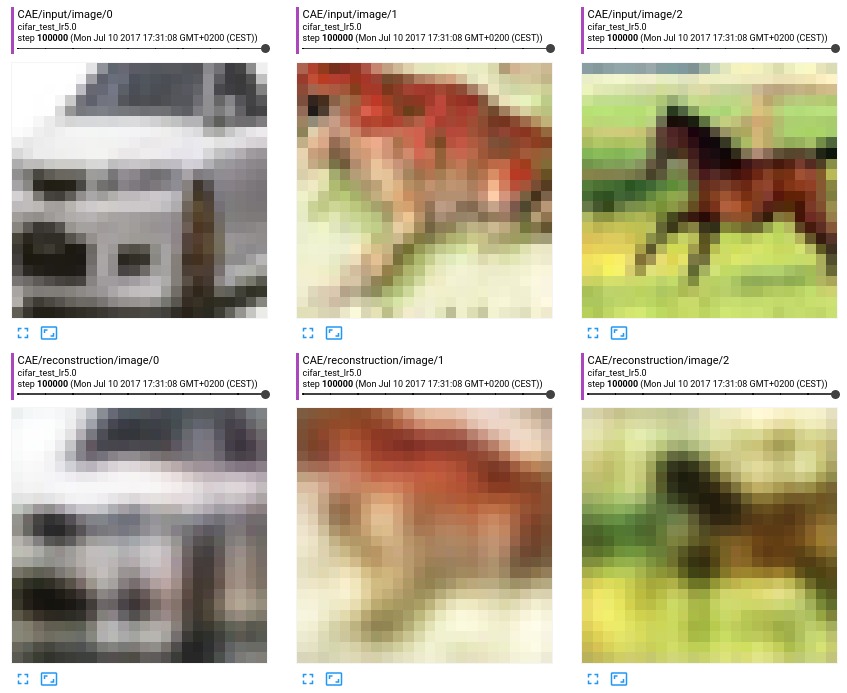 CAE/input/image/0
cifar_test_lr5.0
step 100000 (Mon Jul 10 2017 17:31:08 GMT+0200 (CEST))
CAE/input/image/1
cifar_test_lr5.0
step 100000 (Mon Jul 10 2017 17:31:08 GMT+0200 (CEST))
CAE/input/image/2
cifar_test_lr5.0
step 100000 (Mon Jul 10 2017 17:31:08 GMT+0200 (CEST))
CAE/reconstruction/image/0
cifar_test_lr5.0
step 100000 (Mon Jul 10 2017 17:31:08 GMT+0200 (CEST))
CAE/reconstruction/image/1
cifar_test_lr5.0
step 100000 (Mon Jul 10 2017 17:31:08 GMT+0200 (CEST))
CAE/reconstruction/image/2
cifar_test_lr5.0
step 100000 (Mon Jul 10 2017 17:31:08 GMT+0200 (CEST))